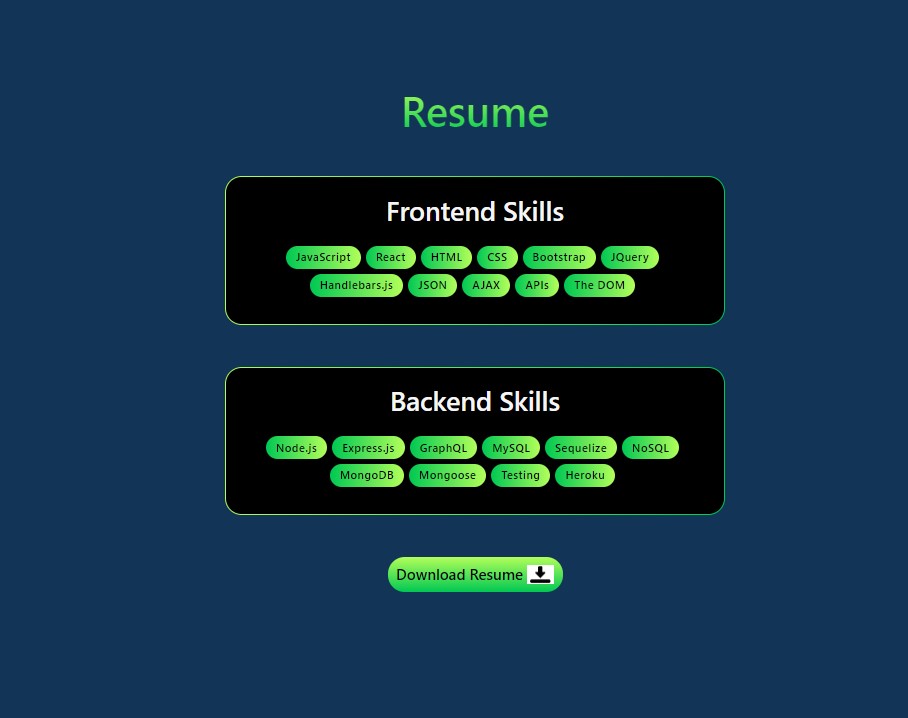 Resume
Frontend Skills
JavaScript React HTML CSS Bootstrap JQuery
Handlebars.js JSON AJAX APIs The DOM
Backend Skills
Node.js Express.js GraphQL MySQL Sequelize NoSQL
MongoDB Mongoose Testing Heroku
Download Resume